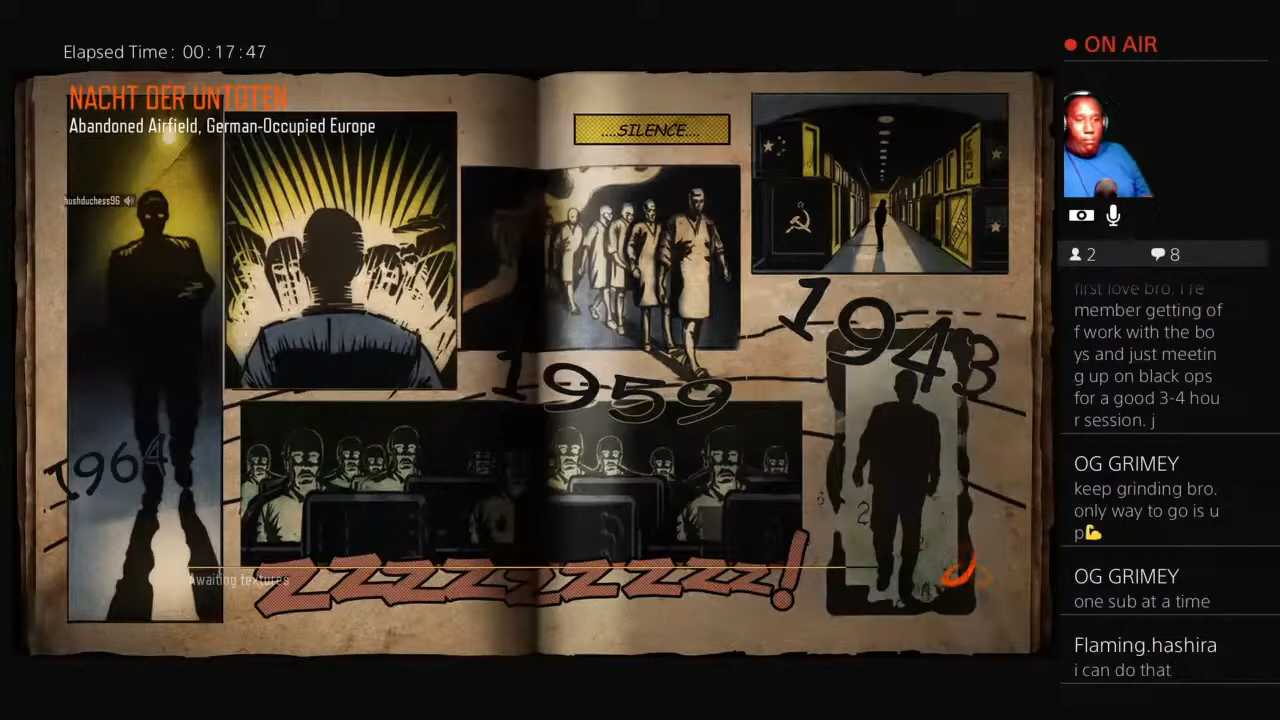 Elapsed Time: 00:17:47
ON AIR
NACHT DER UNTOTEN
Abandoned Airfield, German-Occupied Europe
....SILENCE....
hushduchess96
1943
1959
1964
2
Awaiting textures
ZZZZZZZZZZ!
2
8
first love bro. I re
member getting of
f work with the bo
ys and just meetin
g up on black ops
for a good 3-4 hou
r session. j
OG GRIMEY
keep grinding bro.
only way to go is u
p💪
OG GRIMEY
one sub at a time
Flaming.hashira
i can do that